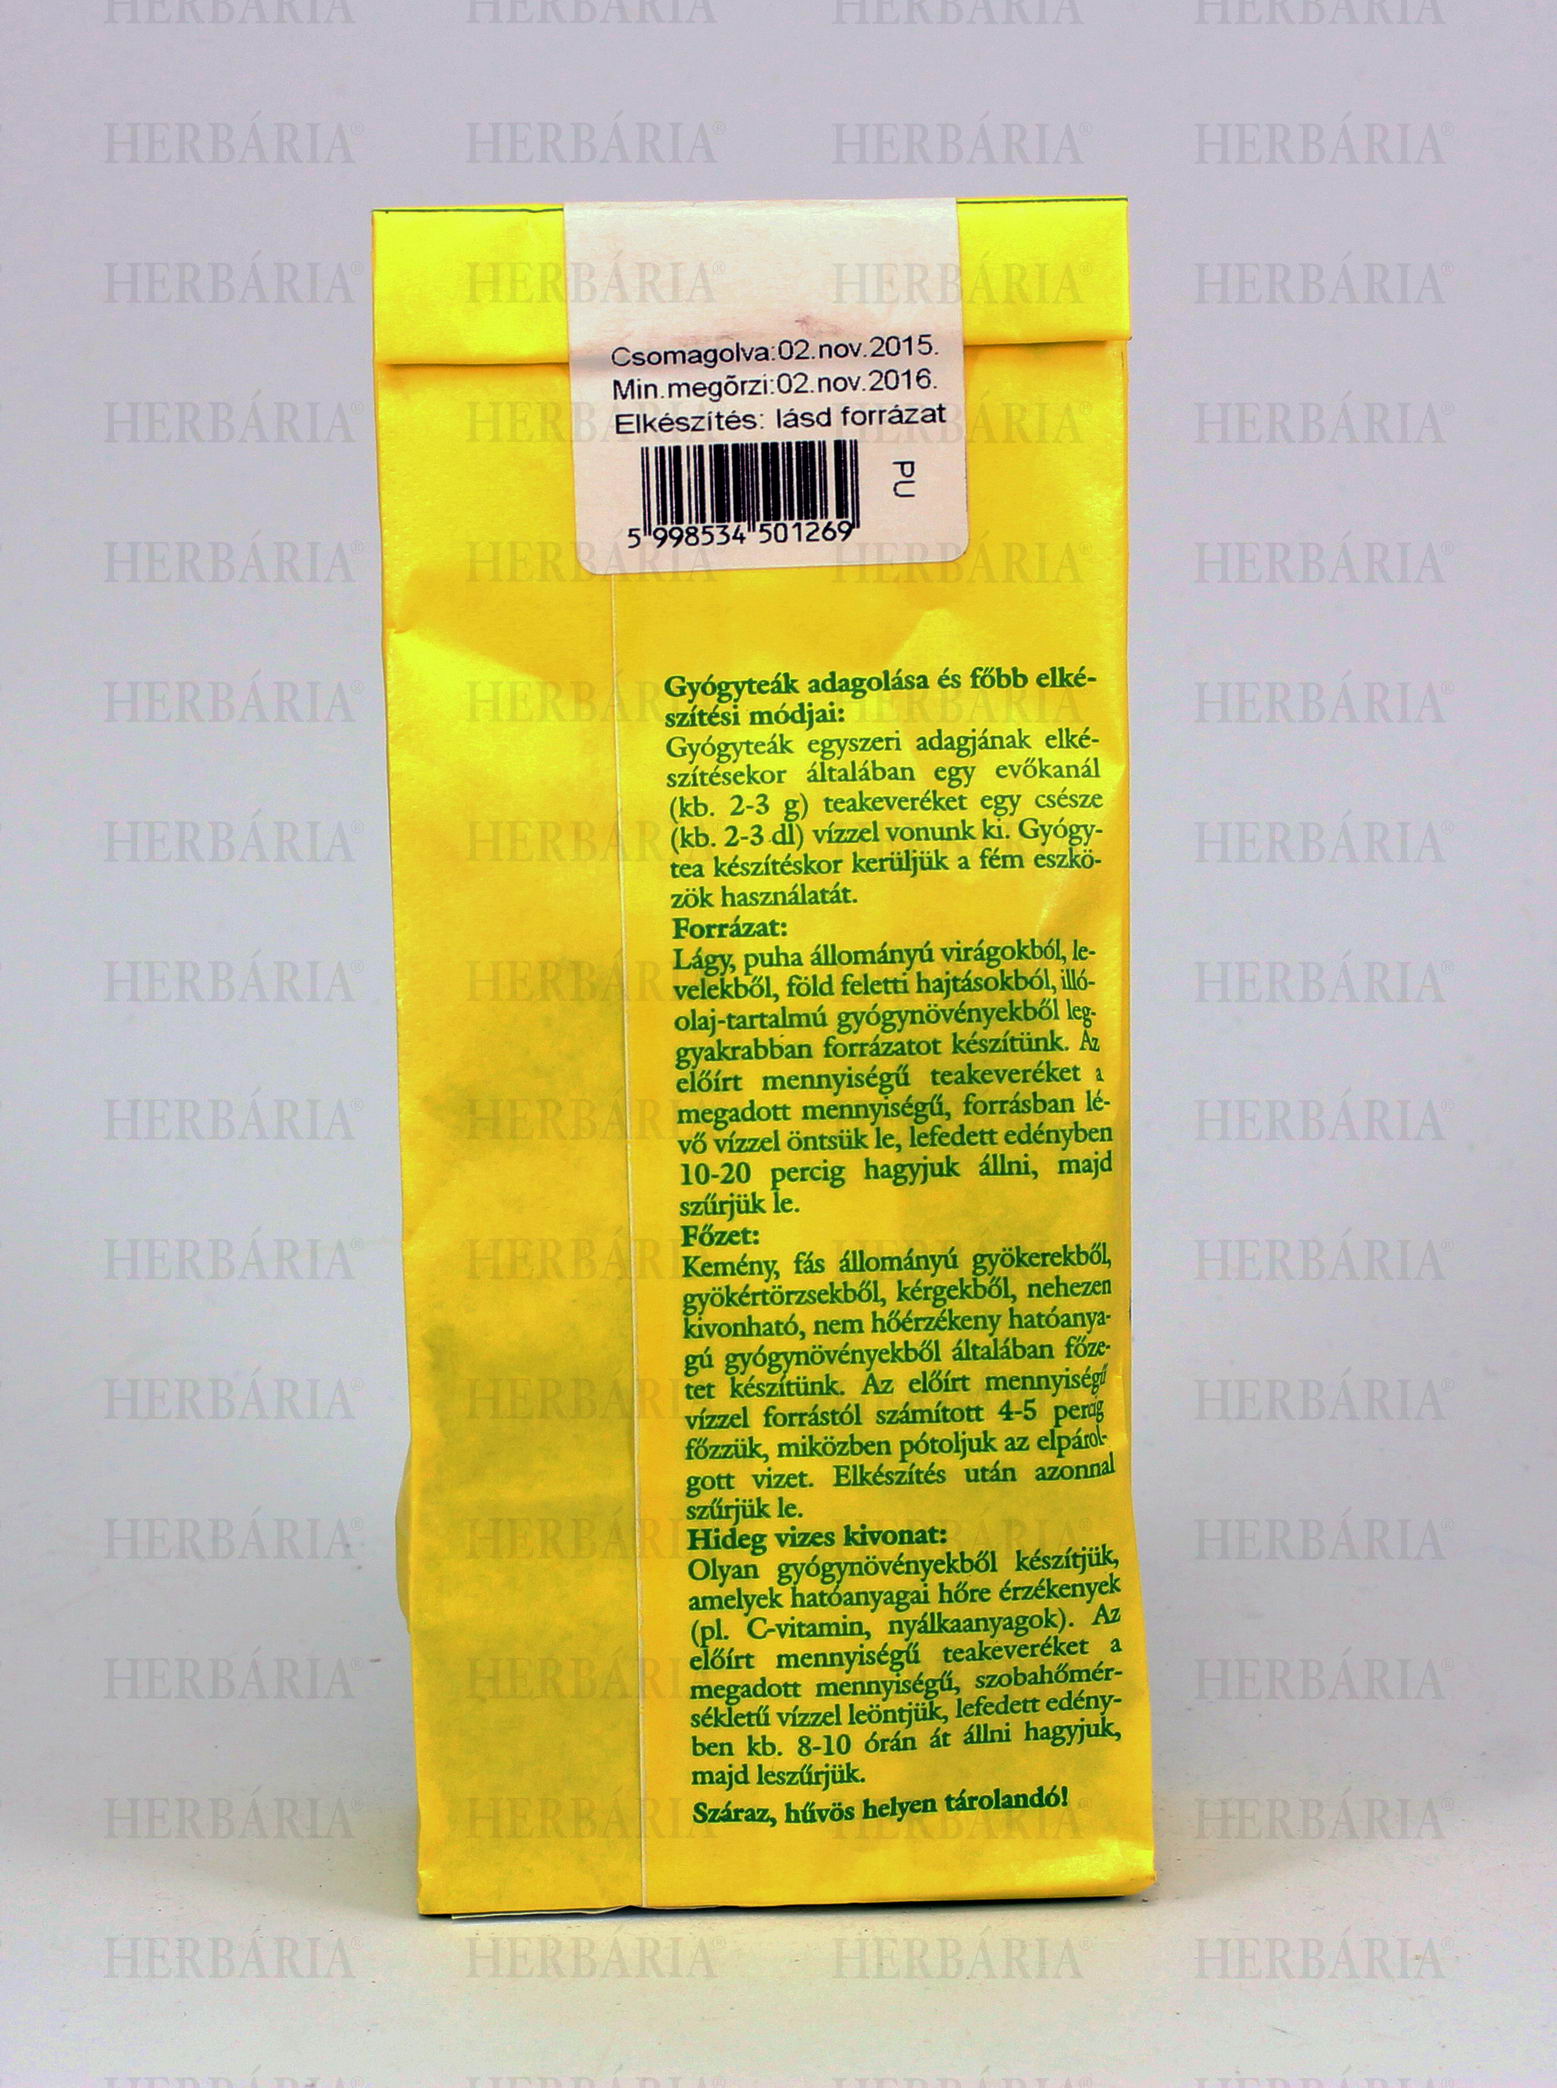 Csomagolva:02.nov.2015.
Min.megõrzi:02.nov.2016.
Elkészítés: lásd forrázat
PU
5 998534 501269
Gyógyteák adagolása és főbb elké-
szítési módjai:
Gyógyteák egyszeri adagjának elké-
szítésekor általában egy evőkanál
(kb. 2-3 g) teakeveréket egy csésze
(kb. 2-3 dl) vízzel vonunk ki. Gyógy-
tea készítéskor kerüljük a fém eszkö-
zök használatát.
Forrázat:
Lágy, puha állományú virágokból, le-
velekből, föld feletti hajtásokból, illó-
olaj-tartalmú gyógynövényekből leg-
gyakrabban forrázatot készítünk. Az
előírt mennyiségű teakeveréket a
megadott mennyiségű, forrásban lé-
vő vízzel öntsük le, lefedett edényben
10-20 percig hagyjuk állni, majd
szűrjük le.
Főzet:
Kemény, fás állományú gyökerekből,
gyökértörzsekből, kérgekből, nehezen
kivonható, nem hőérzékeny hatóanya-
gú gyógynövényekből általában főze-
tet készítünk. Az előírt mennyiségű
vízzel forrástól számított 4-5 percig
főzzük, miközben pótoljuk az elpárol-
gott vizet. Elkészítés után azonnal
szűrjük le.
Hideg vizes kivonat:
Olyan gyógynövényekből készítjük,
amelyek hatóanyagai hőre érzékenyek
(pl. C-vitamin, nyálkaanyagok). Az
előírt mennyiségű teakeveréket a
megadott mennyiségű, szobahőmér-
sékletű vízzel leöntjük, lefedett edény-
ben kb. 8-10 órán át állni hagyjuk,
majd leszűrjük.
Száraz, hűvös helyen tárolandó!
HERBÁRIA®